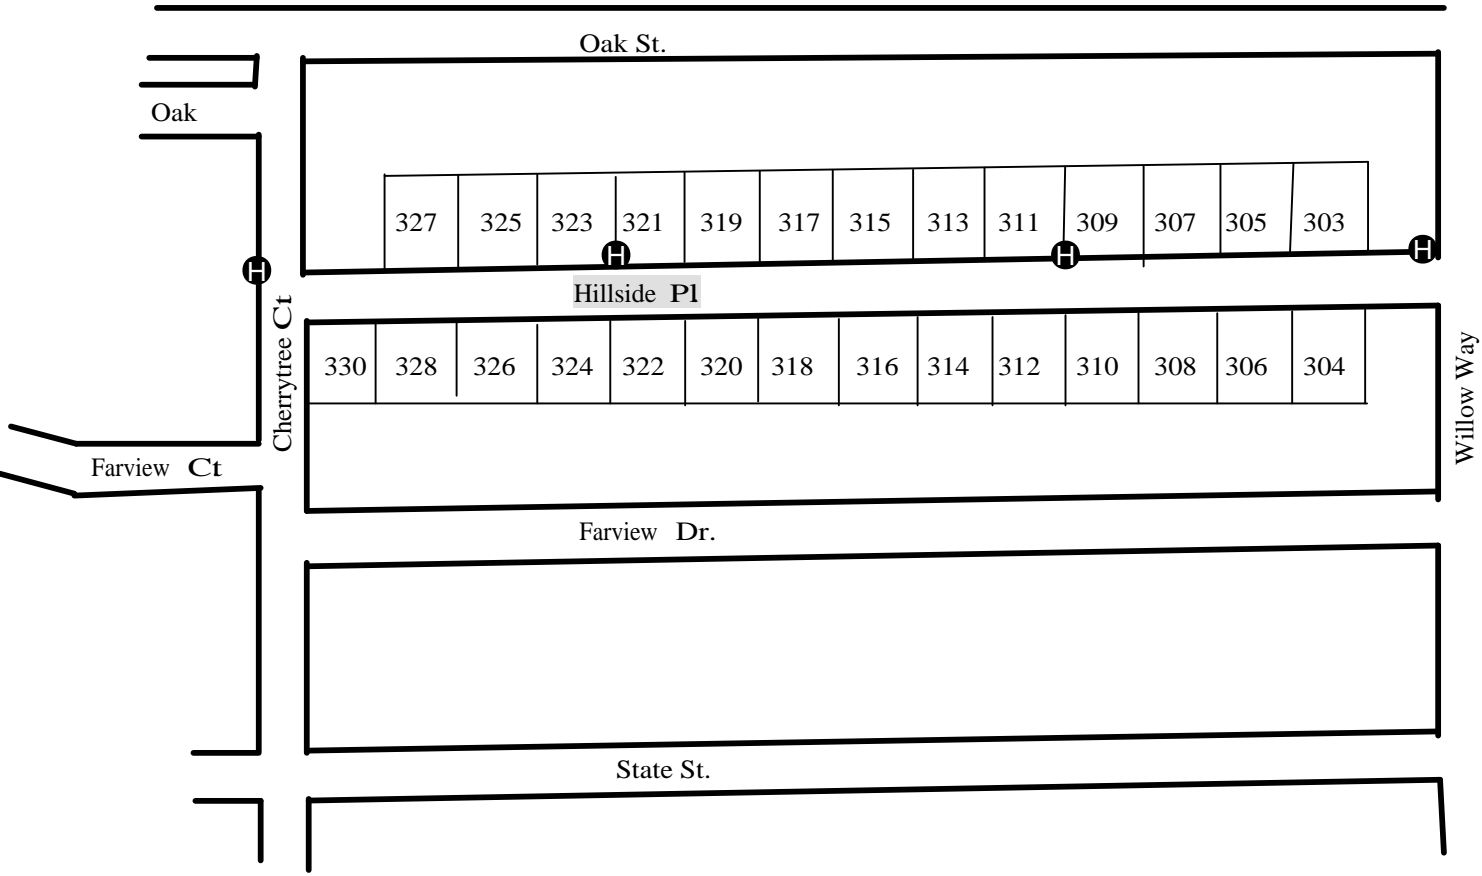 Oak St.
Oak
327 325 323 321 319 317 315 313 311 309 307 305 303
H H H H
Hillside Pl
Cherrytree Ct
330 328 326 324 322 320 318 316 314 312 310 308 306 304
Willow Way
Farview Ct
Farview Dr.
State St.